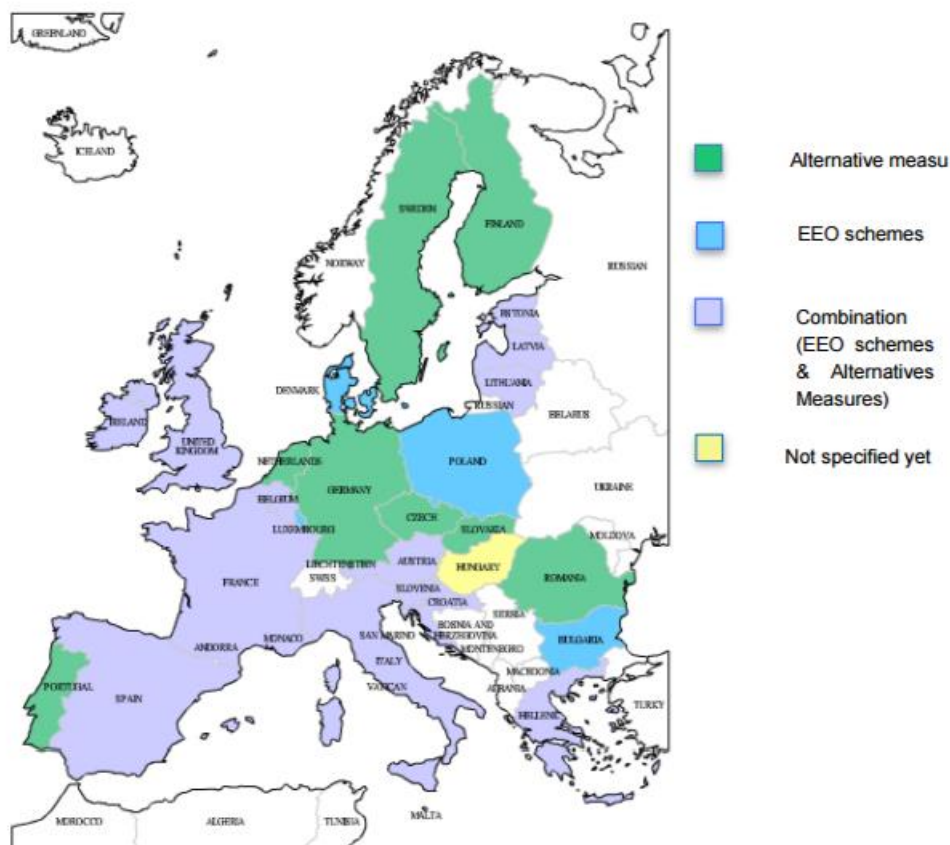 GREENLAND
ICELAND
SWEDEN
FINLAND
NORWAY
RUSSIAN
ESTONIA
LATVIA
LITHUANIA
RUSSIAN
DENMARK
BELARUS
IRELAND
UNITED
KINGDOM
NETHERLANDS
POLAND
BELGIUM
GERMANY
UKRAINE
LUXEMBOURG
CZECH
SLOVARIA
MOLDOVA
LIECHTENSTEIN
SWISS
AUSTRIA
HUNGARY
ROMANIA
FRANCE
SLOVENIA
CROATIA
SERBIA
BOSNIA AND
HERZEGOVINA
MONACO
SAN MARINO
ANDORRA
MONTENEGRO
BULGARIA
ITALY
MACEDONIA
PORTUGAL
SPAIN
VATICAN
ALBANIA
HELLENIC
TURKY
MALTA
MOROCCO
ALGERIA
TUNISIA
Alternative measu
EEO schemes
Combination
(EEO schemes
& Alternatives
Measures)
Not specified yet